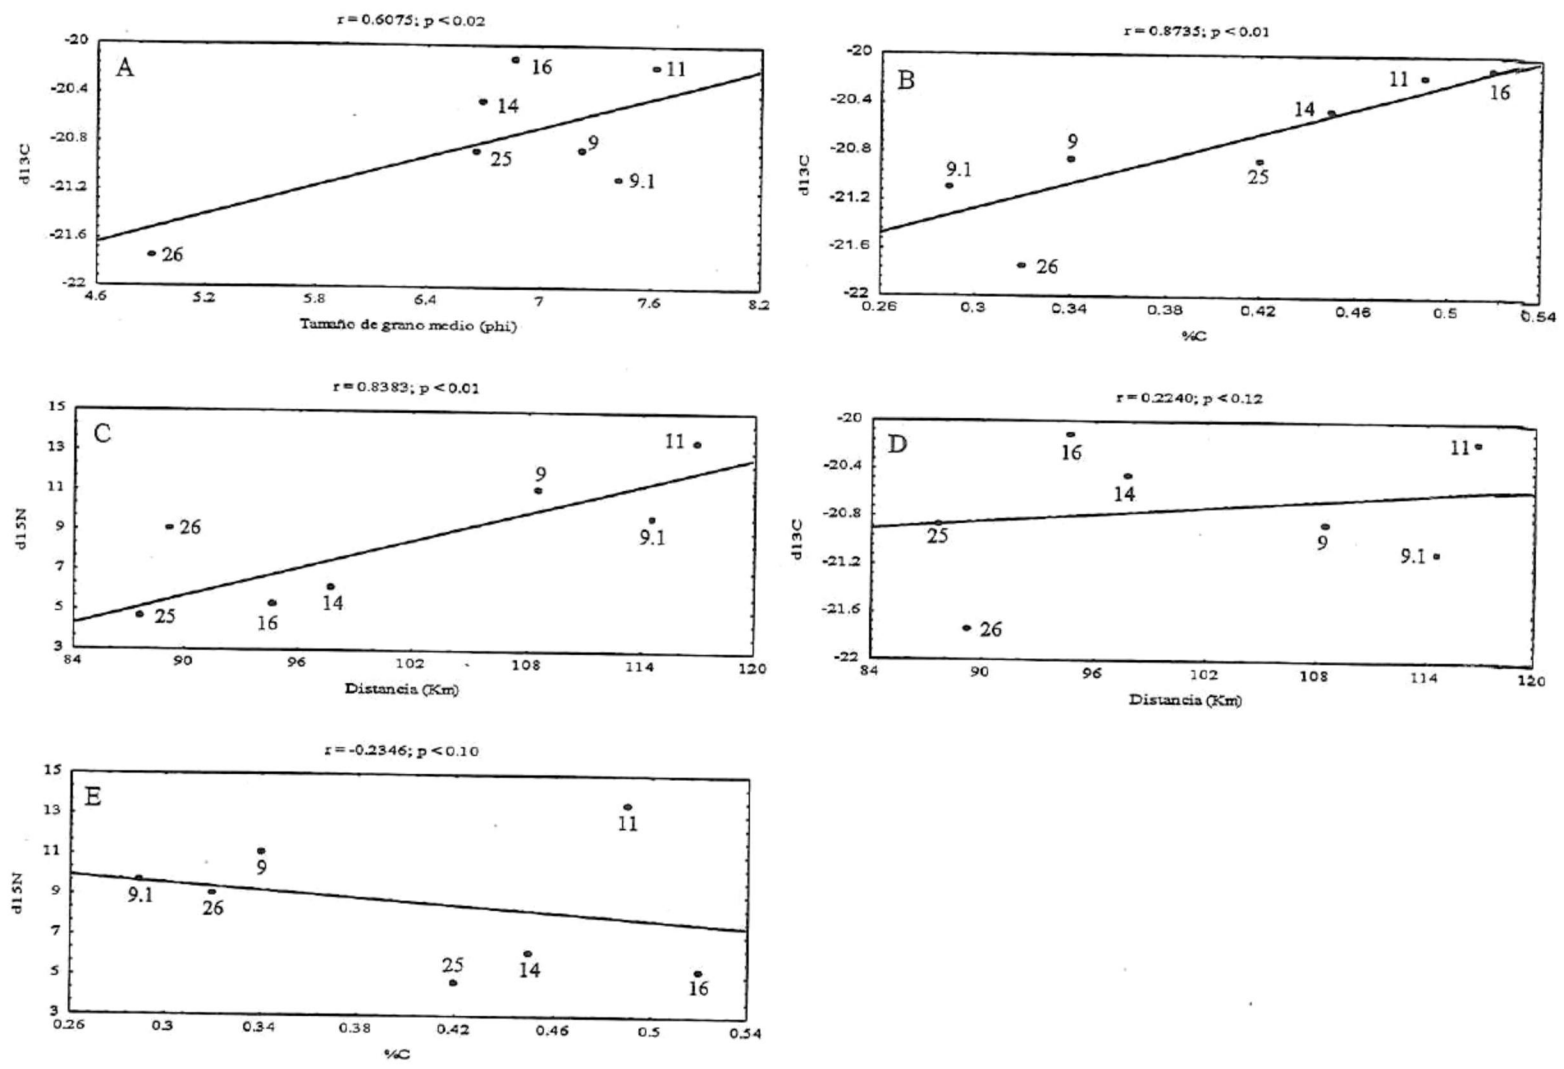 r = 0.6075; p < 0.02
A
-20
-20.4
-20.8
-21.2
-21.6
-22
d13C
16
11
14
25
9
9.1
26
4.6 5.2 5.8 6.4 7 7.6 8.2
Tamaño de grano medio (phi)
r = 0.8735; p < 0.01
B
-20
-20.4
-20.8
-21.2
-21.6
-22
d13C
11
16
14
9
9.1
25
26
0.26 0.3 0.34 0.38 0.42 0.46 0.5 0.54
%C
r = 0.8383; p < 0.01
C
15
13
11
9
7
5
3
d15N
11
9
26
9.1
25
16
14
84 90 96 102 108 114 120
Distancia (Km)
r = 0.2240; p < 0.12
D
-20
-20.4
-20.8
-21.2
-21.6
-22
d13C
16
11
14
25
9
9.1
26
84 90 96 102 108 114 120
Distancia (Km)
r = -0.2346; p < 0.10
E
15
13
11
9
7
5
3
d15N
11
9
9.1
26
25
14
16
0.26 0.3 0.34 0.38 0.42 0.46 0.5 0.54
%C